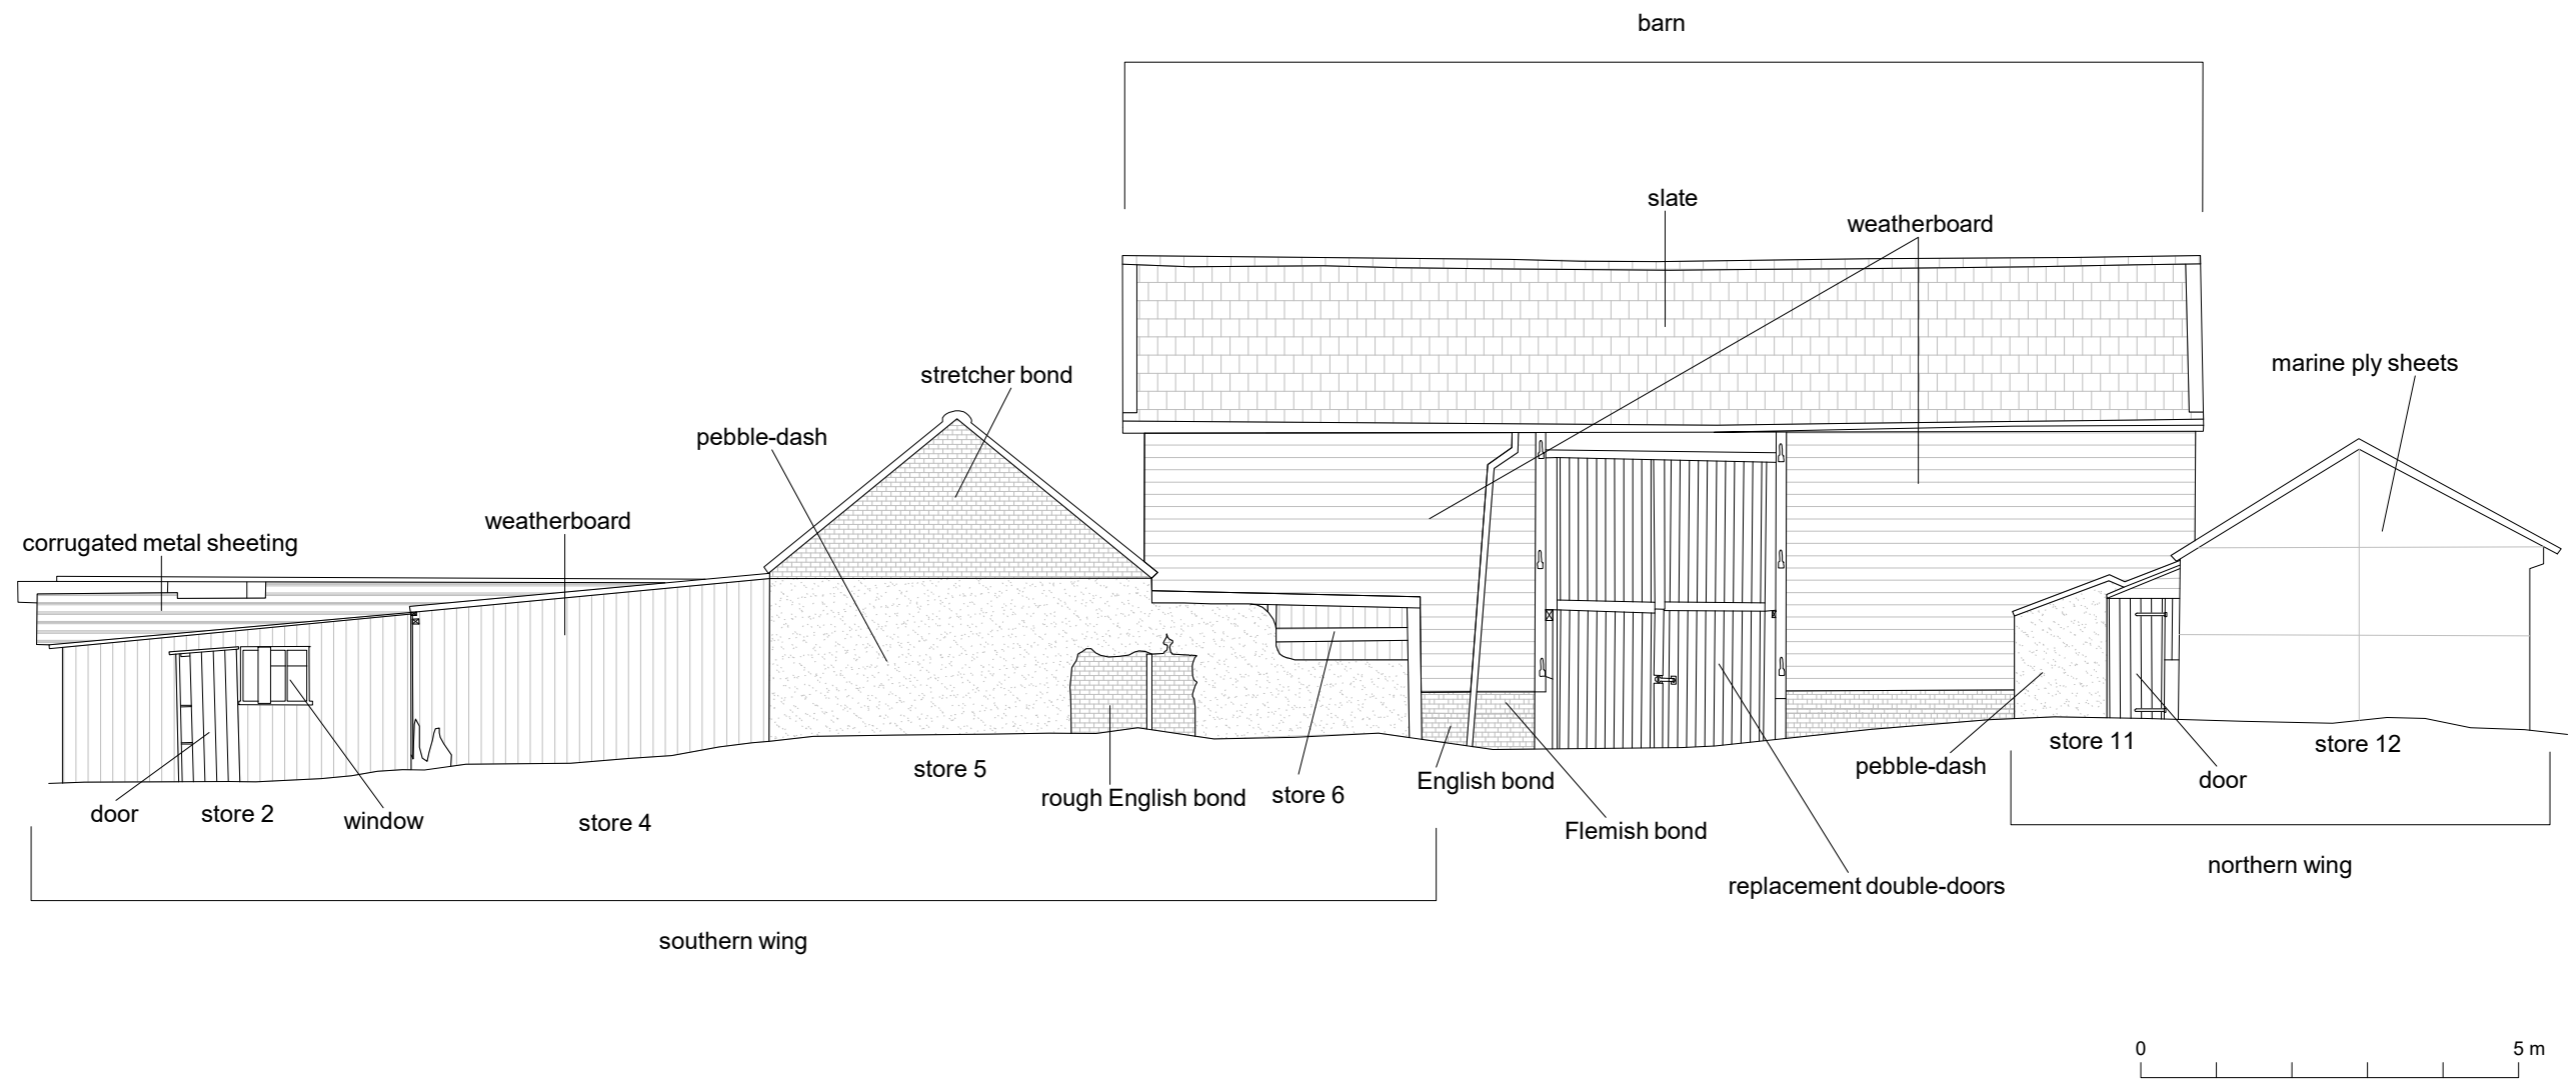 barn
slate
weatherboard
marine ply sheets
stretcher bond
pebble-dash
weatherboard
corrugated metal sheeting
store 11
store 12
pebble-dash
door
store 5
English bond
rough English bond
store 6
door
store 2
window
store 4
Flemish bond
northern wing
replacement double-doors
southern wing
0
5 m